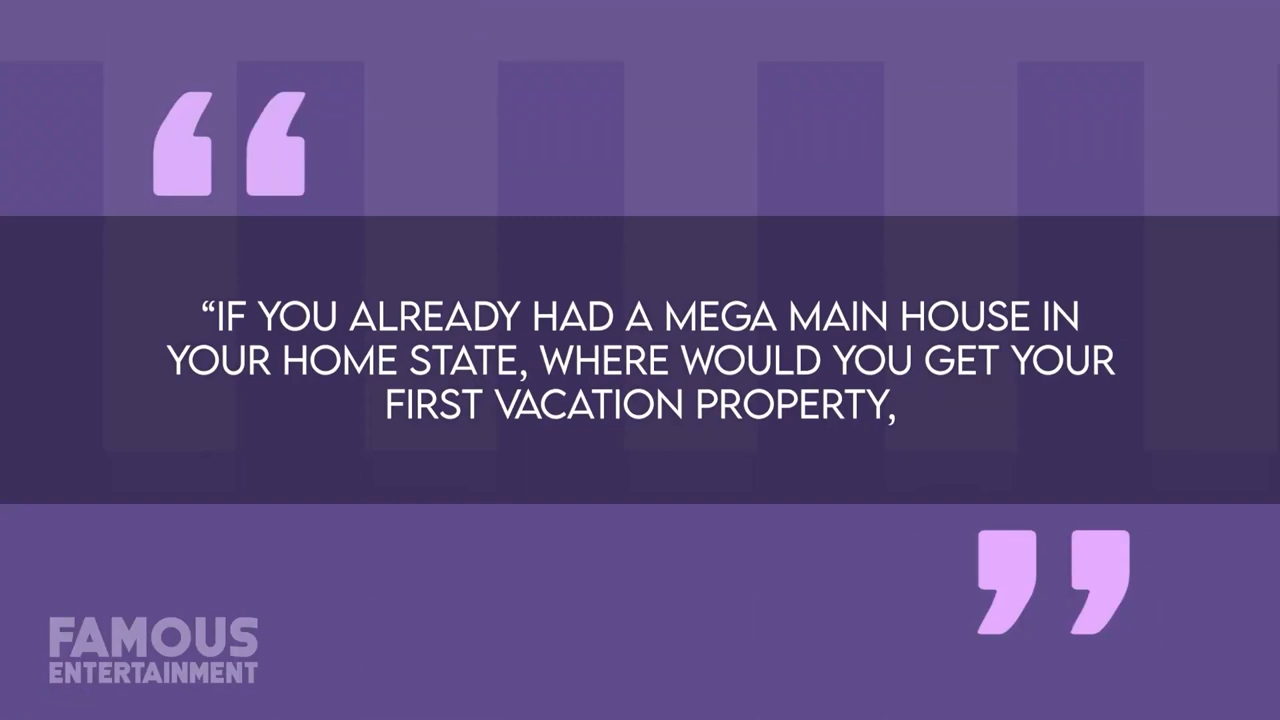 “IF YOU ALREADY HAD A MEGA MAIN HOUSE IN
YOUR HOME STATE, WHERE WOULD YOU GET YOUR
FIRST VACATION PROPERTY,
FAMOUS
ENTERTAINMENT